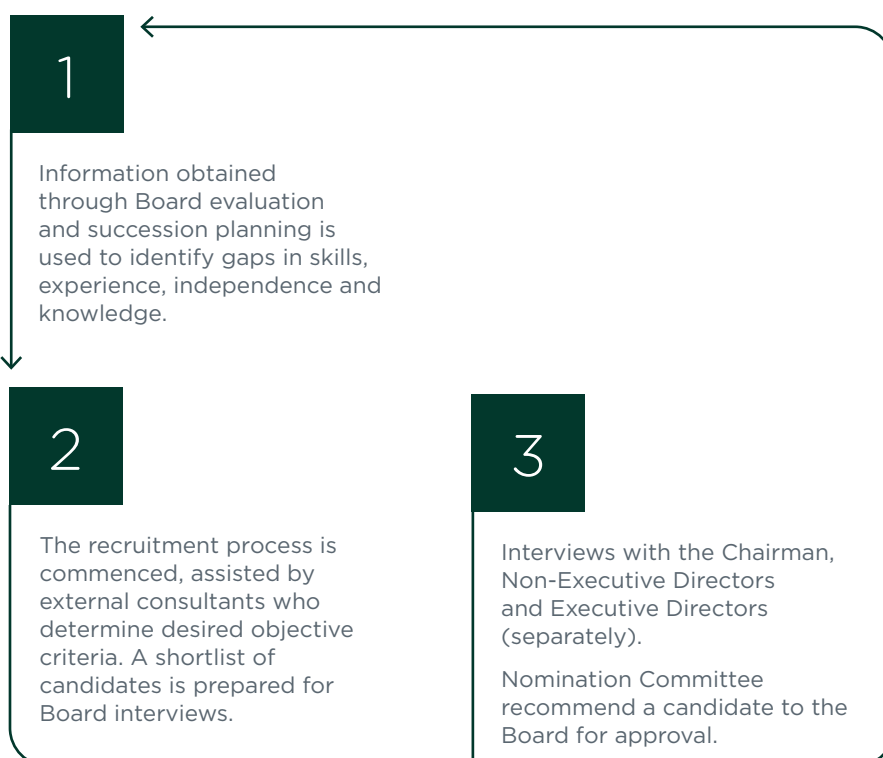 1
Information obtained
through Board evaluation
and succession planning is
used to identify gaps in skills,
experience, independence and
knowledge.
2
The recruitment process is
commenced, assisted by
external consultants who
determine desired objective
criteria. A shortlist of
candidates is prepared for
Board interviews.
3
Interviews with the Chairman,
Non-Executive Directors
and Executive Directors
(separately).
Nomination Committee
recommend a candidate to the
Board for approval.